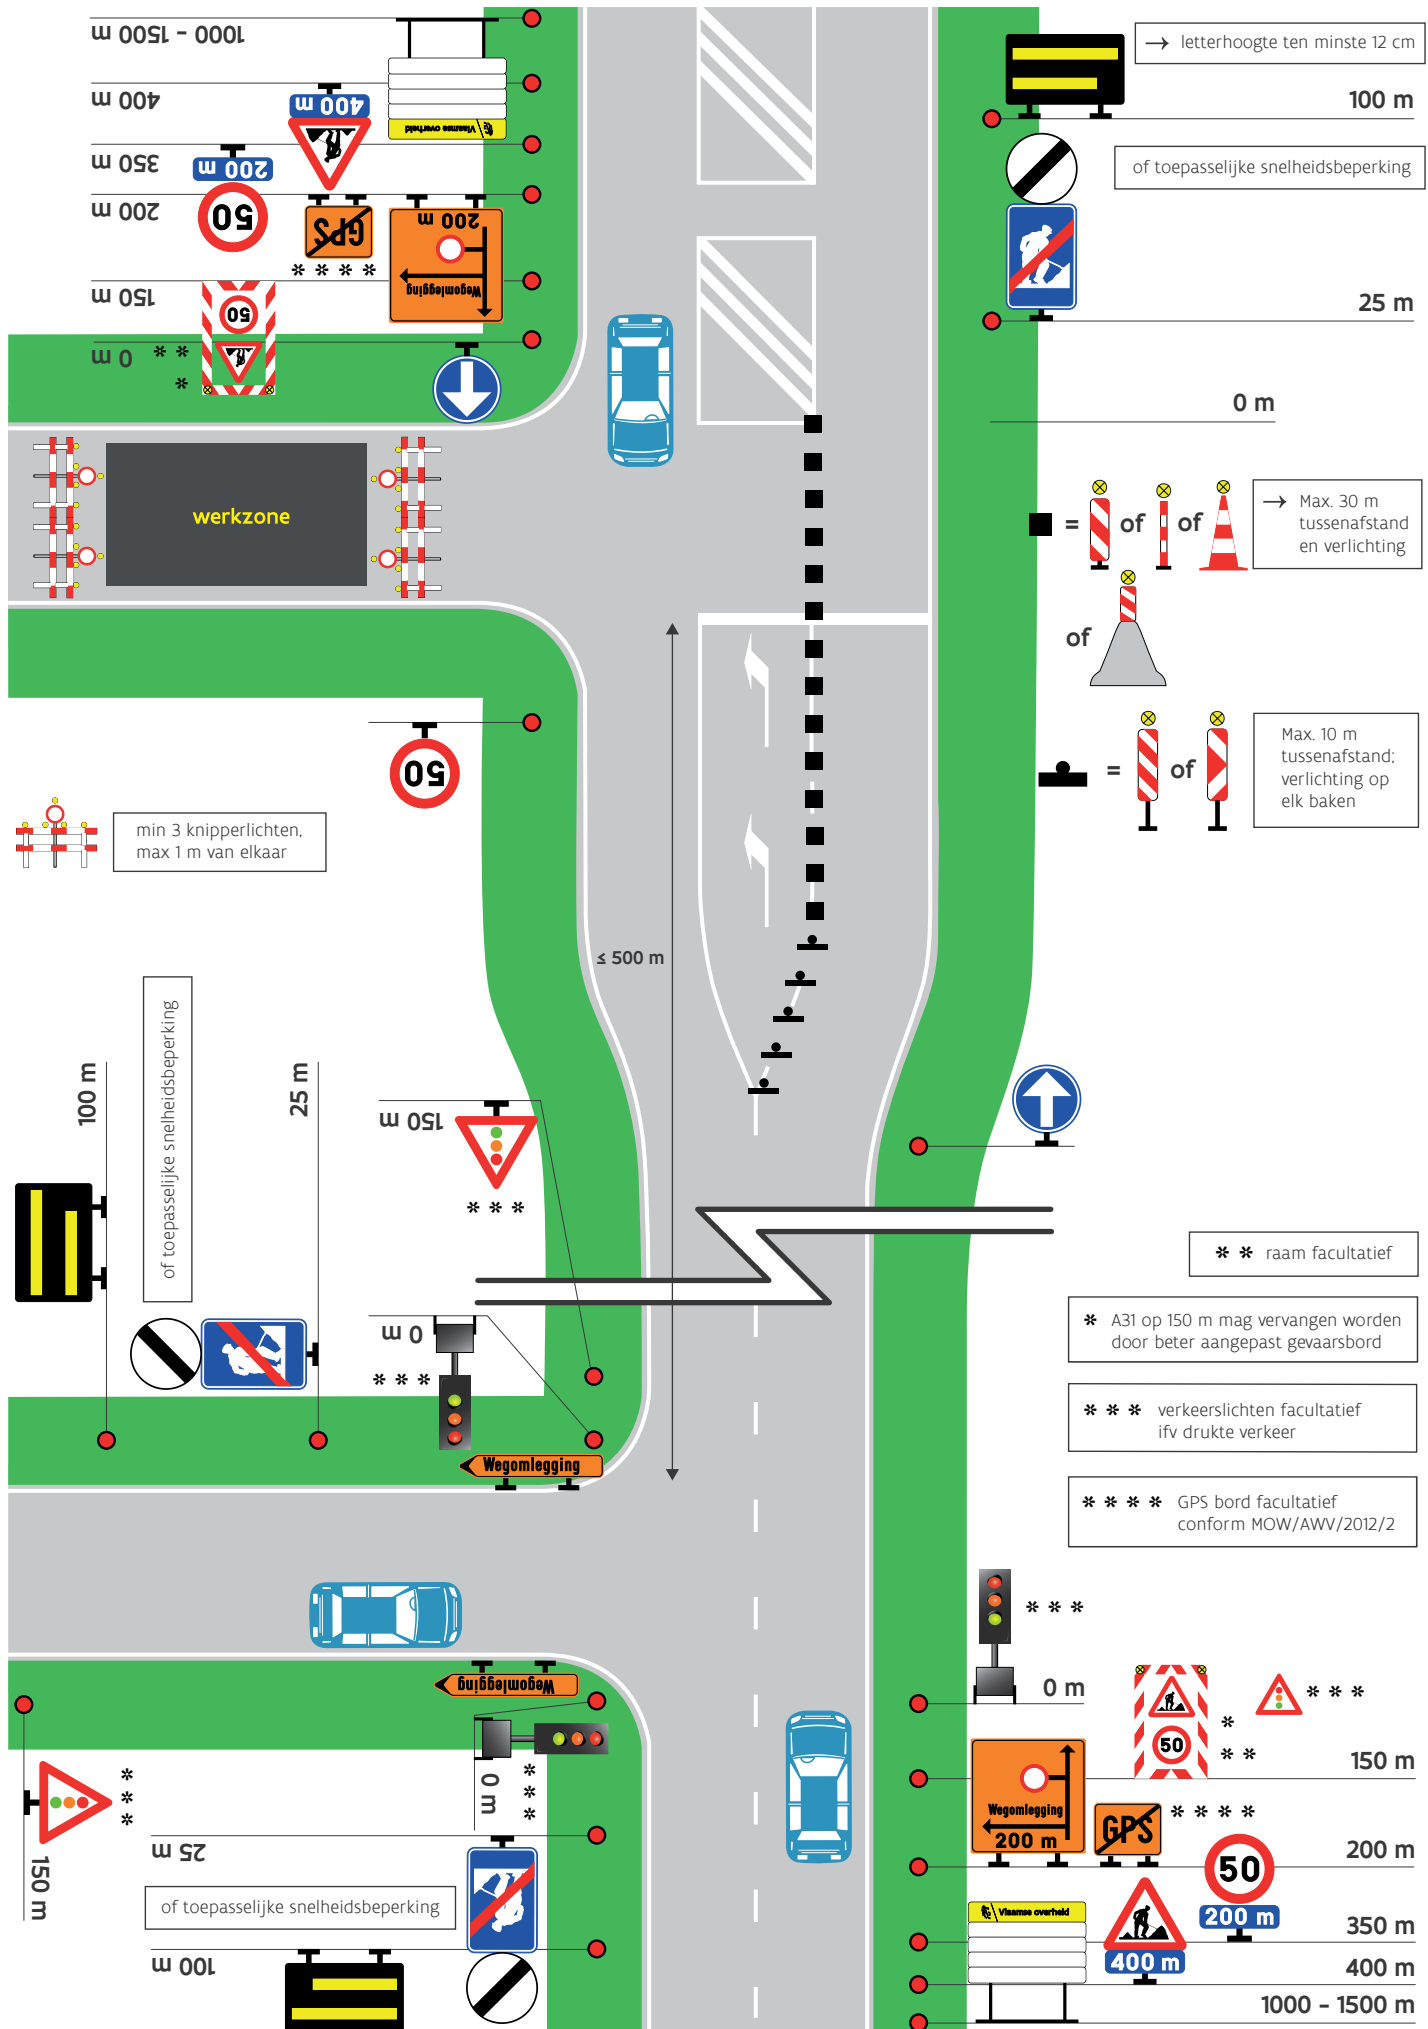 1000 - 1500 m
400 m
400 m
Vlaamse overheid
350 m
200 m
200 m
50
GPS
200 m
Wegomlegging
* * * *
150 m
50
0 m
* *
*
→ letterhoogte ten minste 12 cm
100 m
of toepasselijke snelheidsbeperking
25 m
0 m
werkzone
= of of
→ Max. 30 m
tussenafstand
en verlichting
of
= of
Max. 10 m
tussenafstand;
verlichting op
elk baken
50
min 3 knipperlichten,
max 1 m van elkaar
≤ 500 m
100 m
of toepasselijke snelheidsbeperking
25 m
150 m
* * *
0 m
* * *
Wegomlegging
* * raam facultatief
* A31 op 150 m mag vervangen worden
door beter aangepast gevaarsbord
* * * verkeerslichten facultatief
ifv drukte verkeer
* * * * GPS bord facultatief
conform MOW/AWV/2012/2
Wegomlegging
0 m
* * *
150 m
* * *
25 m
of toepasselijke snelheidsbeperking
100 m
* * *
0 m
50
* * *
*
* *
150 m
Wegomlegging
200 m
GPS
* * * *
200 m
50
200 m
Vlaamse overheid
350 m
400 m
400 m
1000 - 1500 m